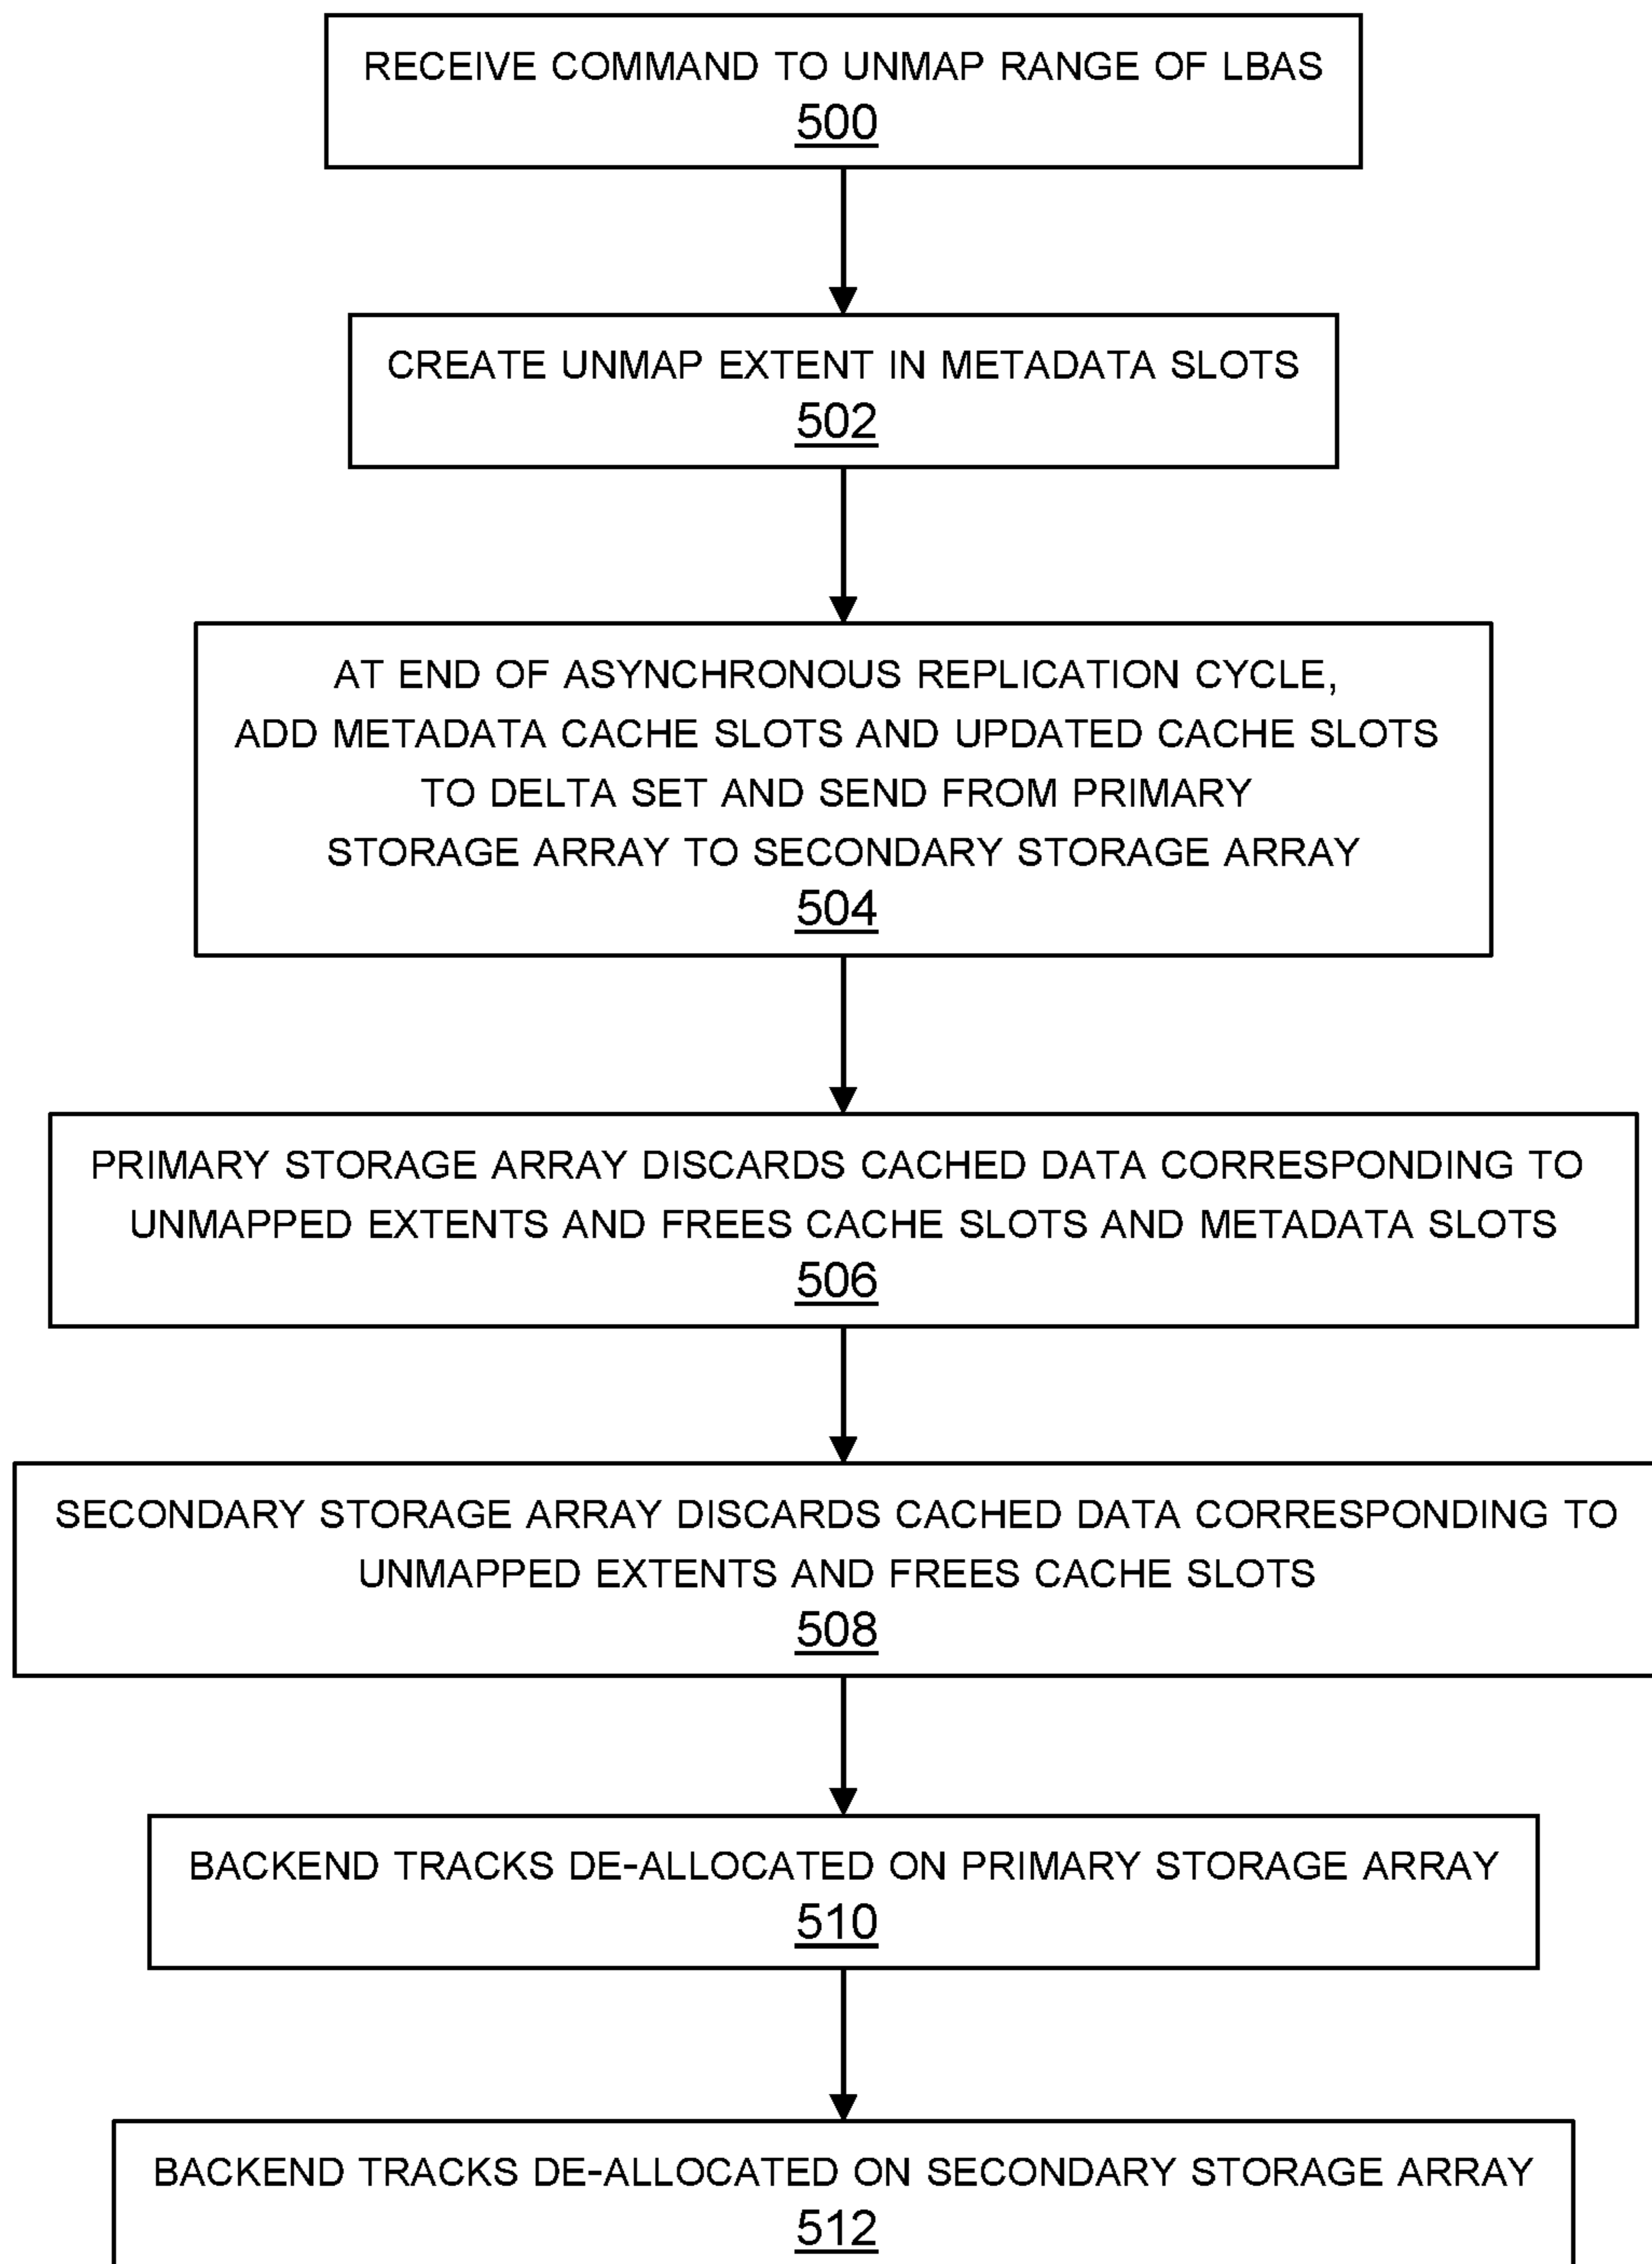 RECEIVE COMMAND TO UNMAP RANGE OF LBAS
500
CREATE UNMAP EXTENT IN METADATA SLOTS
502
AT END OF ASYNCHRONOUS REPLICATION CYCLE,
ADD METADATA CACHE SLOTS AND UPDATED CACHE SLOTS
TO DELTA SET AND SEND FROM PRIMARY
STORAGE ARRAY TO SECONDARY STORAGE ARRAY
504
PRIMARY STORAGE ARRAY DISCARDS CACHED DATA CORRESPONDING TO
UNMAPPED EXTENTS AND FREES CACHE SLOTS AND METADATA SLOTS
506
SECONDARY STORAGE ARRAY DISCARDS CACHED DATA CORRESPONDING TO
UNMAPPED EXTENTS AND FREES CACHE SLOTS
508
BACKEND TRACKS DE-ALLOCATED ON PRIMARY STORAGE ARRAY
510
BACKEND TRACKS DE-ALLOCATED ON SECONDARY STORAGE ARRAY
512